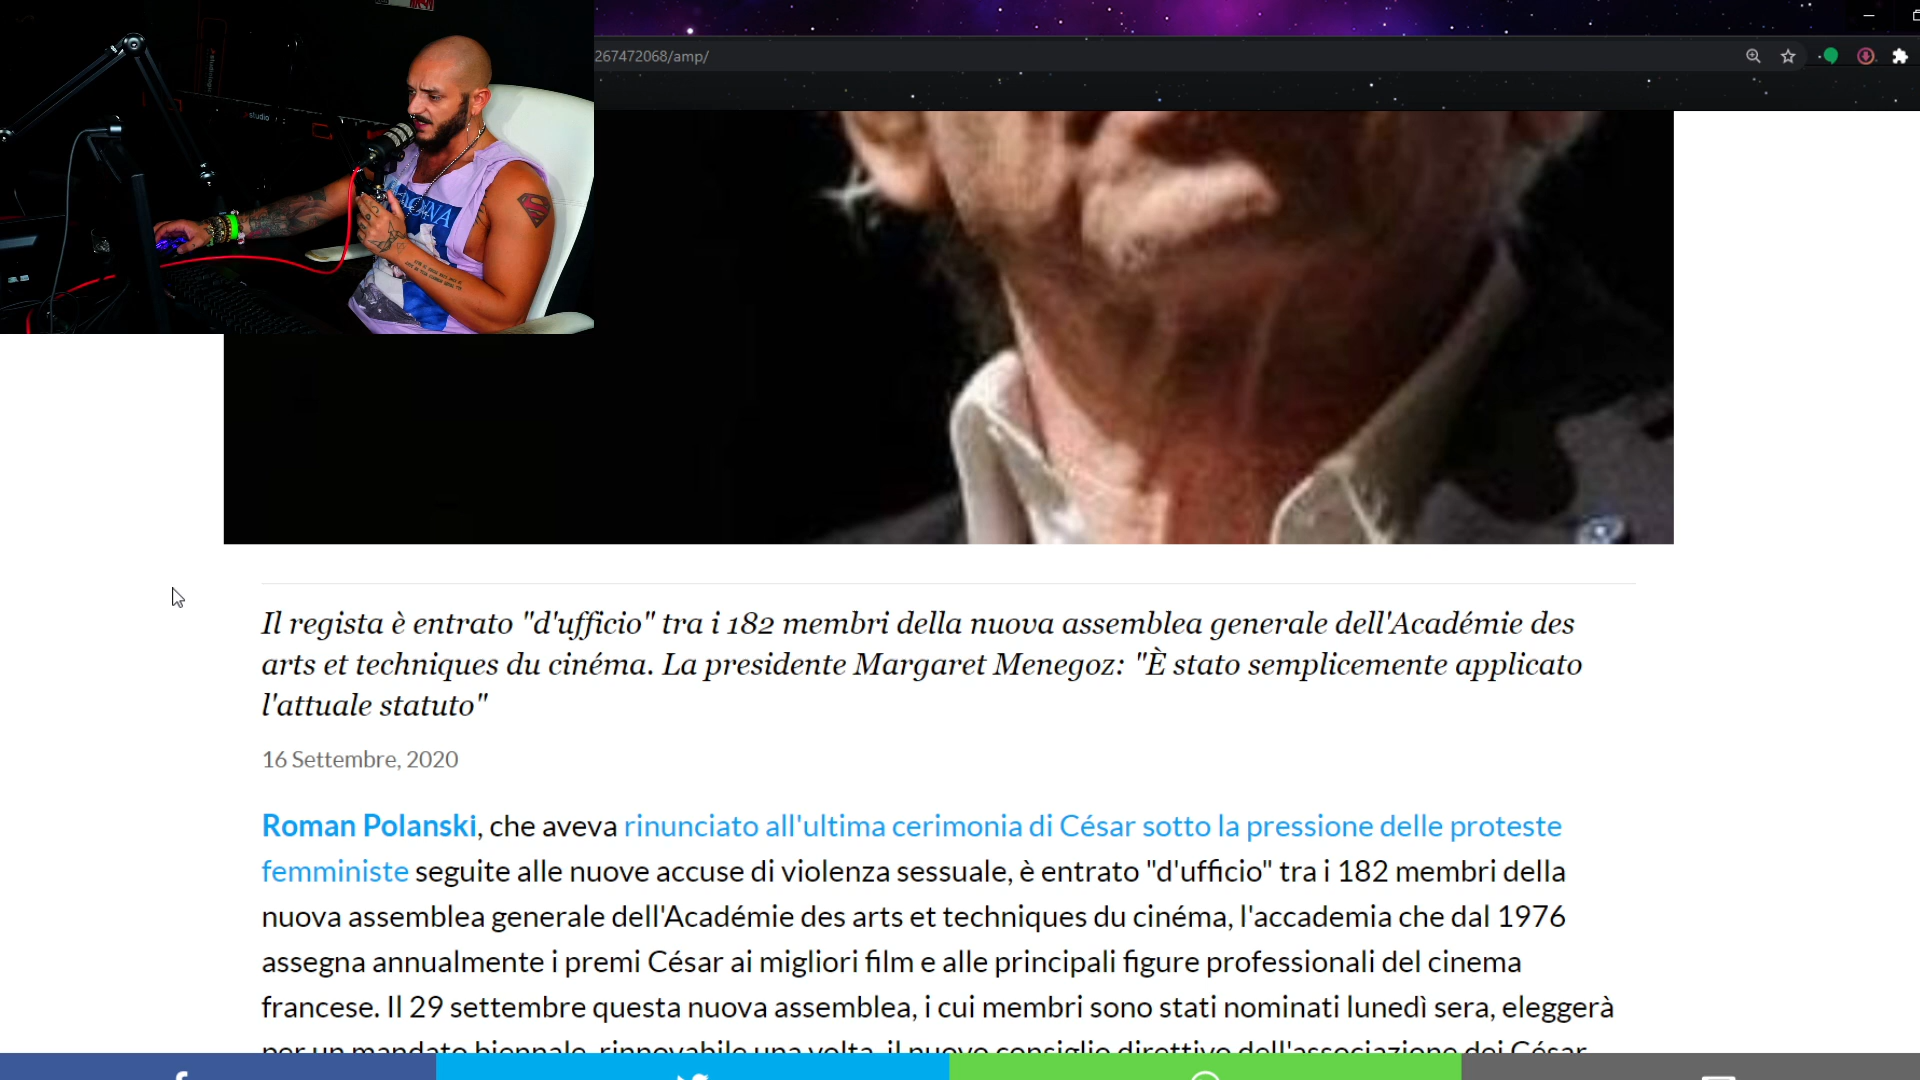 267472068/amp/
studio
Il regista è entrato "d'ufficio" tra i 182 membri della nuova assemblea generale dell'Académie des
arts et techniques du cinéma. La presidente Margaret Menegoz: "È stato semplicemente applicato
l'attuale statuto"
16 Settembre, 2020
Roman Polanski, che aveva rinunciato all'ultima cerimonia di César sotto la pressione delle proteste
femministe seguite alle nuove accuse di violenza sessuale, è entrato "d'ufficio" tra i 182 membri della
nuova assemblea generale dell'Académie des arts et techniques du cinéma, l'accademia che dal 1976
assegna annualmente i premi César ai migliori film e alle principali figure professionali del cinema
francese. Il 29 settembre questa nuova assemblea, i cui membri sono stati nominati lunedì sera, eleggerà
per un mandato biennale, rinnovabile una volta, il nuovo consiglio direttivo dell'associazione dei César